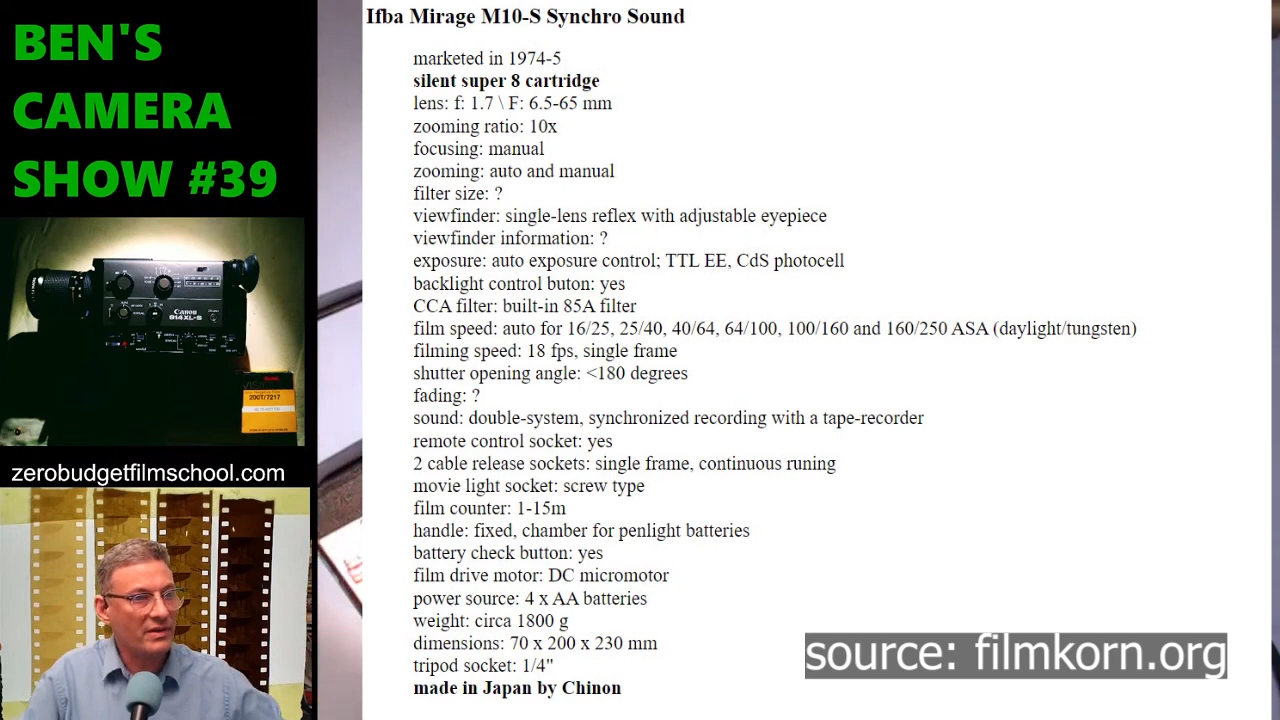 BEN'S
CAMERA
SHOW #39
Canon
814 XL-S
200T/7217
zerobudgetfilmschool.com
Ifba Mirage M10-S Synchro Sound
marketed in 1974-5
silent super 8 cartridge
lens: f: 1.7 \ F: 6.5-65 mm
zooming ratio: 10x
focusing: manual
zooming: auto and manual
filter size: ?
viewfinder: single-lens reflex with adjustable eyepiece
viewfinder information: ?
exposure: auto exposure control; TTL EE, CdS photocell
backlight control buton: yes
CCA filter: built-in 85A filter
film speed: auto for 16/25, 25/40, 40/64, 64/100, 100/160 and 160/250 ASA (daylight/tungsten)
filming speed: 18 fps, single frame
shutter opening angle: <180 degrees
fading: ?
sound: double-system, synchronized recording with a tape-recorder
remote control socket: yes
2 cable release sockets: single frame, continuous runing
movie light socket: screw type
film counter: 1-15m
handle: fixed, chamber for penlight batteries
battery check button: yes
film drive motor: DC micromotor
power source: 4 x AA batteries
weight: circa 1800 g
dimensions: 70 x 200 x 230 mm
tripod socket: 1/4"
made in Japan by Chinon
source: filmkorn.org